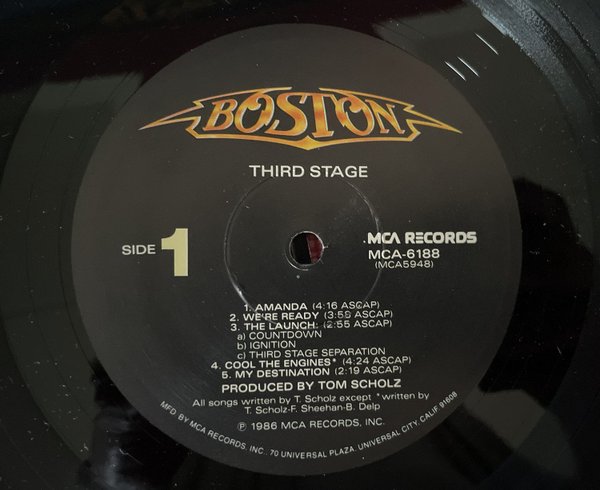 BOSTON
THIRD STAGE
SIDE 1
MCA RECORDS
MCA-6188
(MCA5948)
1. AMANDA (4:16 ASCAP)
2. WE'RE READY (3:58 ASCAP)
3. THE LAUNCH: (2:55 ASCAP)
a) COUNTDOWN
b) IGNITION
c) THIRD STAGE SEPARATION
4. COOL THE ENGINES* (4:24 ASCAP)
5. MY DESTINATION (2:19 ASCAP)
PRODUCED BY TOM SCHOLZ
All songs written by T. Scholz except *written by
T. Scholz-F. Sheehan-B. Delp
℗ 1986 MCA RECORDS, INC.
MFD. BY MCA RECORDS, INC., 70 UNIVERSAL PLAZA, UNIVERSAL CITY, CALIF. 91608